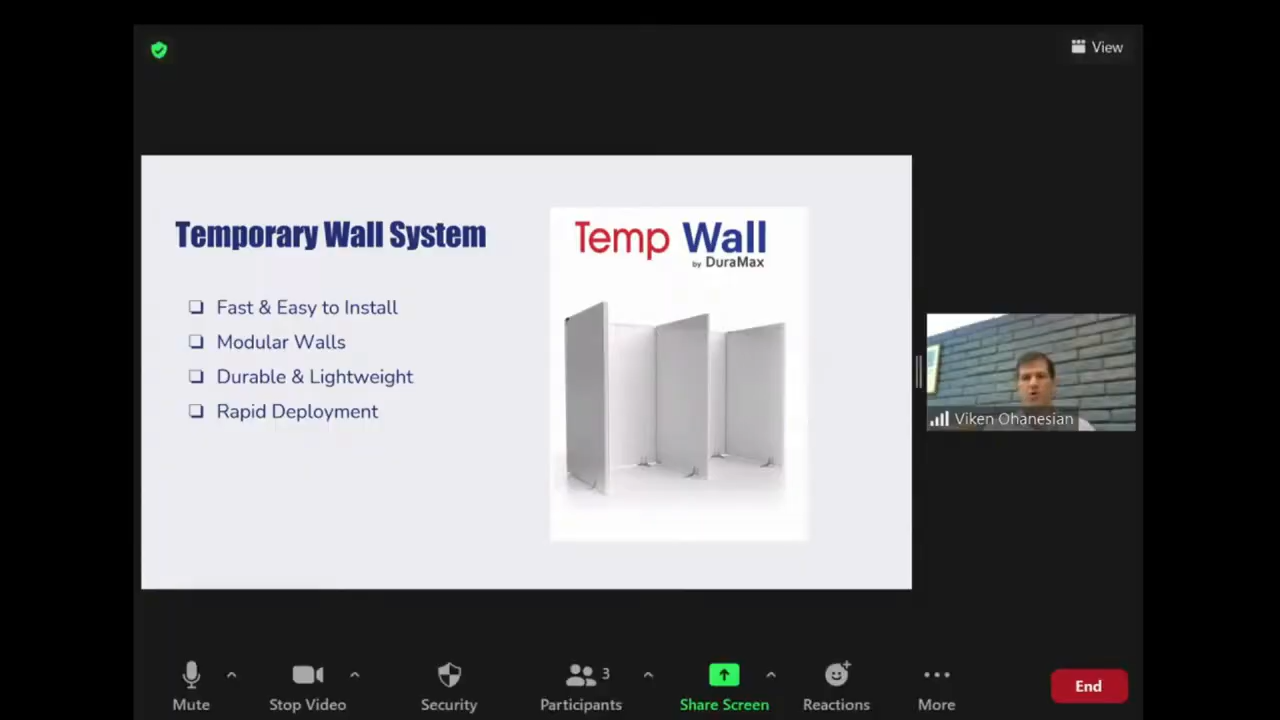 View
Temporary Wall System
❑ Fast & Easy to Install
❑ Modular Walls
❑ Durable & Lightweight
❑ Rapid Deployment
Temp Wall
by DuraMax
Viken Ohanesian
3
Mute
Stop Video
Security
Participants
Share Screen
Reactions
More
End